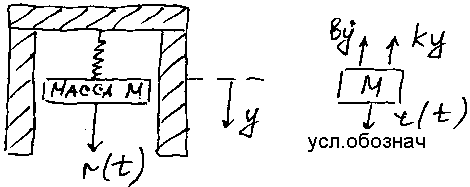 Bẏ
ky
МАССА М
М
y
r(t)
r(t)
усл.обознач